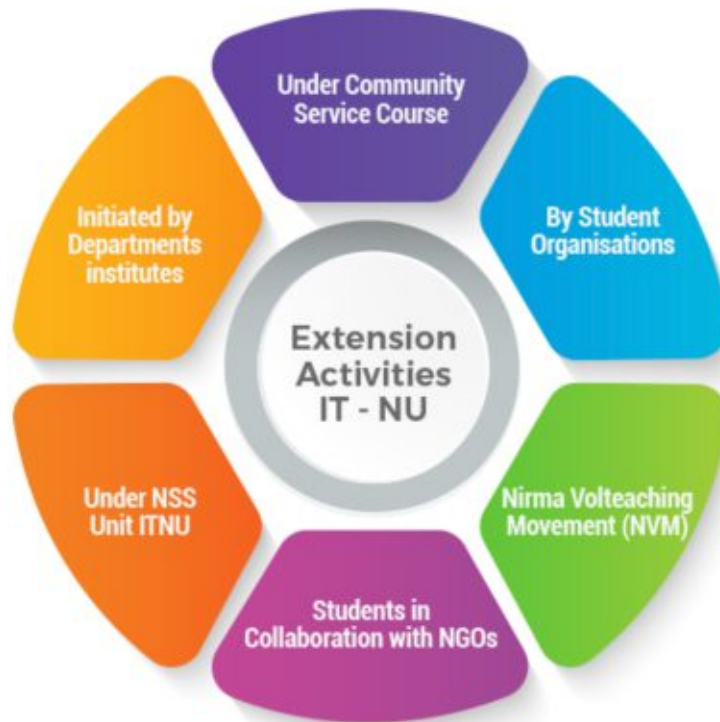 Under Community
Service Course
By Student
Organisations
Nirma Volteaching
Movement (NVM)
Students in
Collaboration with NGOs
Under NSS
Unit ITNU
Initiated by
Departments
institutes
Extension
Activities
IT - NU